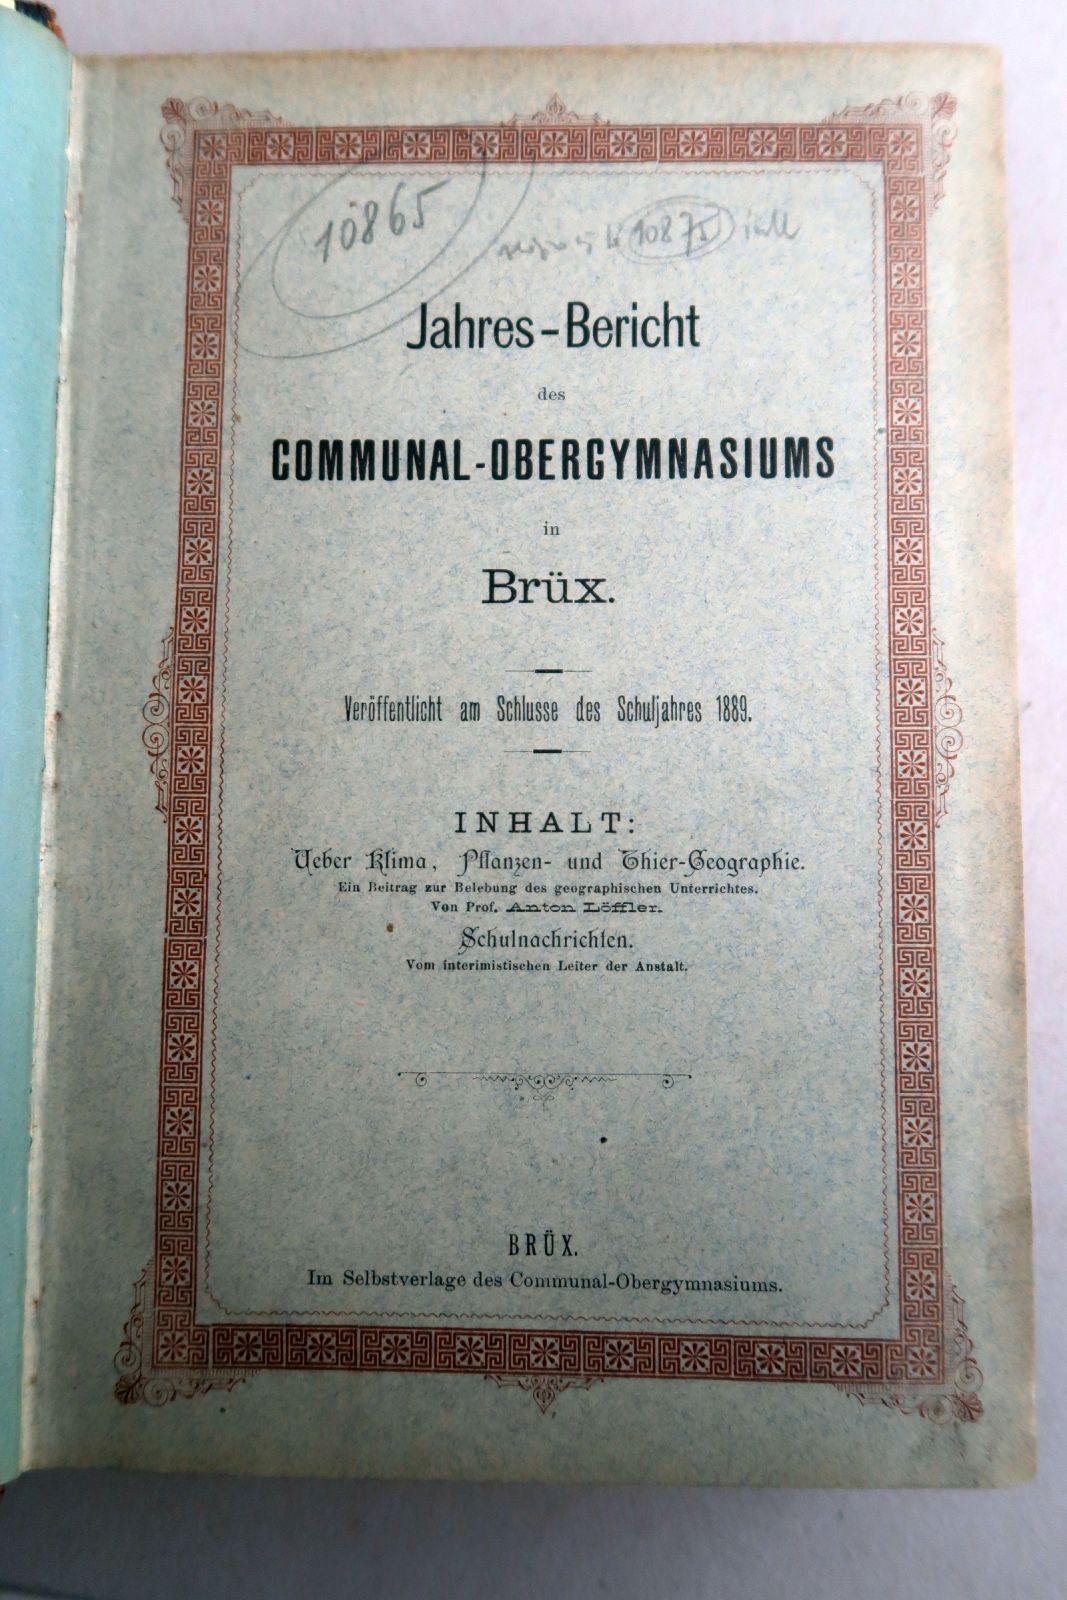 10865
10875
Jahres-Bericht
des
COMMUNAL-OBERGYMNASIUMS
in
Brüx.
Veröffentlicht am Schlusse des Schuljahres 1889.
INHALT:
Ueber Klima, Pflanzen- und Thier-Geographie.
Ein Beitrag zur Belebung des geographischen Unterrichtes.
Von Prof. Anton Löffler.
Schulnachrichten.
Vom interimistischen Leiter der Anstalt.
BRÜX.
Im Selbstverlage des Communal-Obergymnasiums.